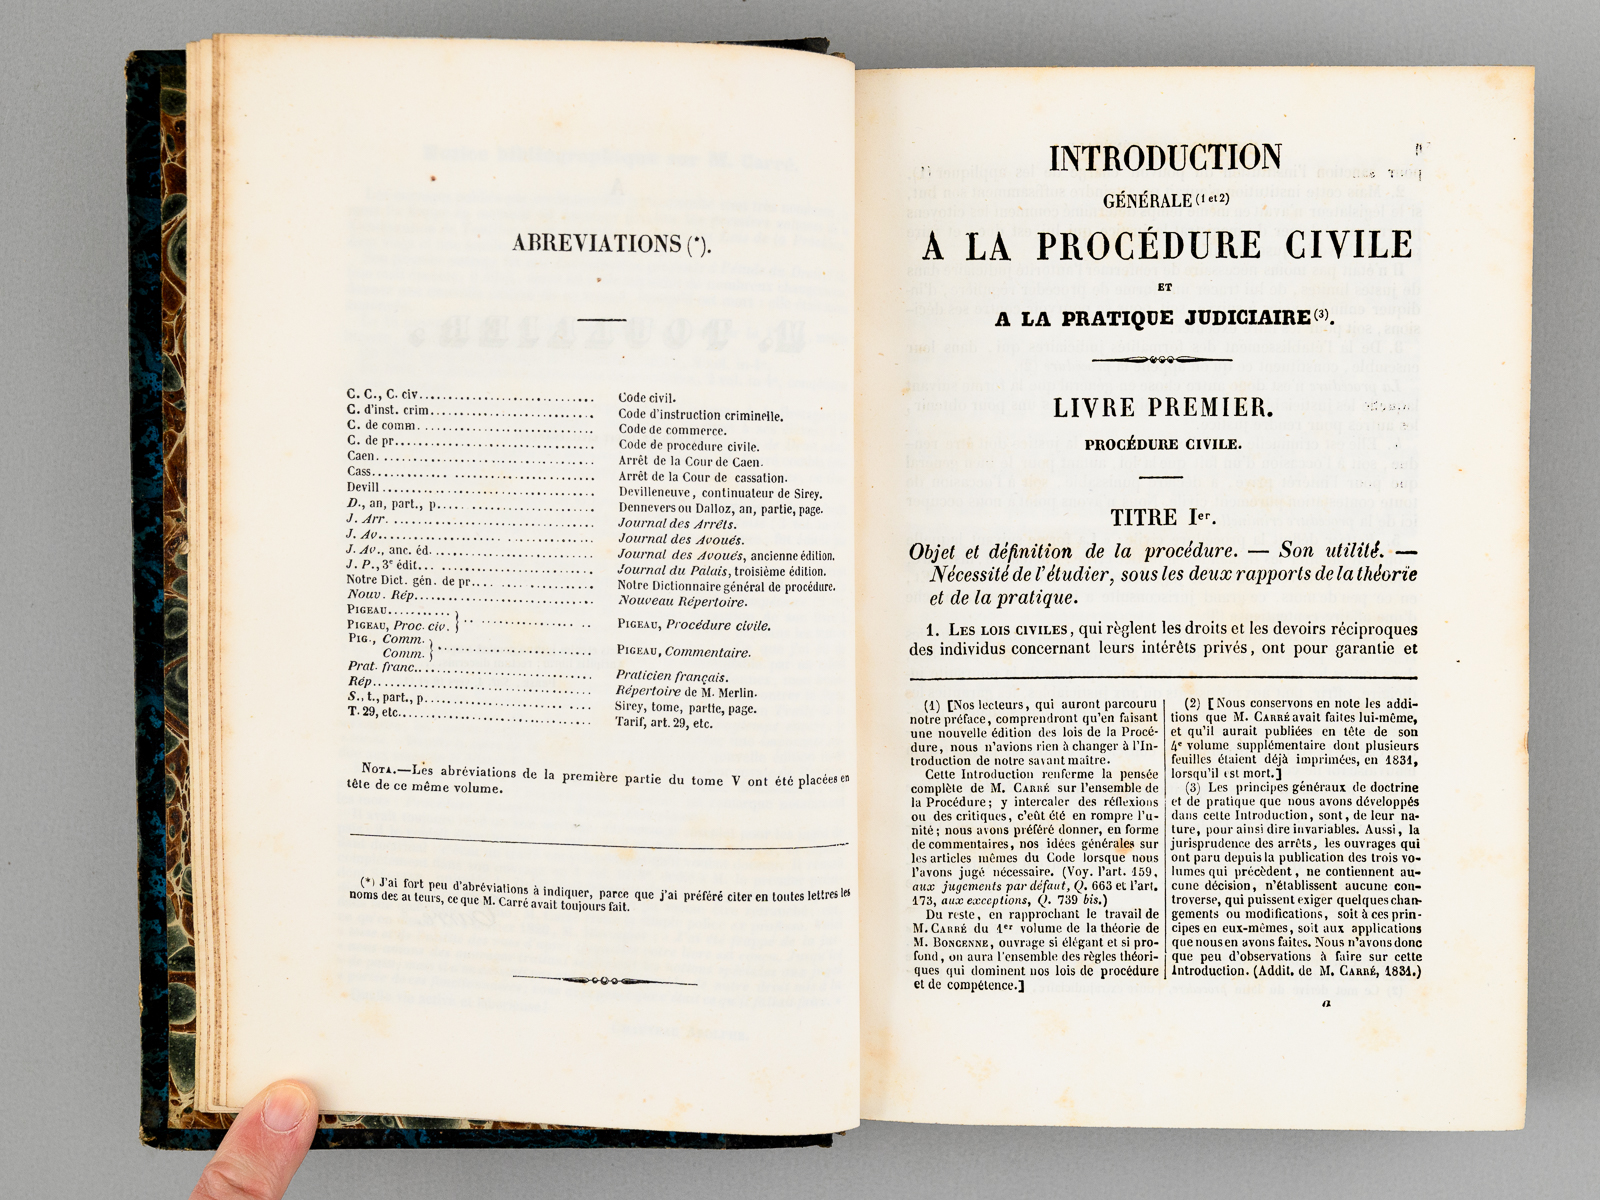 ABREVIATIONS (*).
C. C., C. civ.............................. Code civil.
C. d'inst. crim............................ Code d'instruction criminelle.
C. de comm. .............................. Code de commerce.
C. de pr.................................. Code de procédure civile.
Caen. .................................... Arrêt de la Cour de Caen.
Cass...................................... Arrêt de la Cour de cassation.
Devill ................................... Devilleneuve, continuateur de Sirey.
D., an, part., p.......................... Dennevers ou Dalloz, an, partie, page.
J. Arr. .................................. Journal des Arrêts.
J. Av..................................... Journal des Avoués.
J. Av., anc. éd........................... Journal des Avoués, ancienne édition.
J. P., 3e édit... ........................ Journal du Palais, troisième édition.
Notre Dict. gén. de pr.... ............... Notre Dictionnaire général de procédure.
Nouv. Rép................................. Nouveau Répertoire.
PIGEAU...........
PIGEAU, Proc. civ. } .................. PIGEAU, Procédure civile.
PIG., Comm.
Comm. } ........................... PIGEAU, Commentaire.
Prat. franc............................... Praticien français.
Rép....................................... Répertoire de M. Merlin.
S., t., part., p.......................... Sirey, tome, partie, page.
T. 29, etc................................ Tarif, art. 29, etc.
NOTA.—Les abréviations de la première partie du tome V ont été placées en
tête de ce même volume.
(*) J'ai fort peu d'abréviations à indiquer, parce que j'ai préféré citer en toutes lettres les
noms des auteurs, ce que M. Carré avait toujours fait.
INTRODUCTION
GÉNÉRALE (1 et 2)
A LA PROCÉDURE CIVILE
ET
A LA PRATIQUE JUDICIAIRE (3).
LIVRE PREMIER.
PROCÉDURE CIVILE.
TITRE Ier.
Objet et définition de la procédure. — Son utilité. —
Nécessité de l'étudier, sous les deux rapports de la théorie
et de la pratique.
1. LES LOIS CIVILES, qui règlent les droits et les devoirs réciproques
des individus concernant leurs intérêts privés, ont pour garantie et
(1) [Nos lecteurs, qui auront parcouru
notre préface, comprendront qu'en faisant
une nouvelle édition des lois de la Procé-
dure, nous n'avions rien à changer à l'In-
troduction de notre savant maître.
Cette Introduction renferme la pensée
complète de M. CARRÉ sur l'ensemble de
la Procédure; y intercaler des réflexions
ou des critiques, c'eût été en rompre l'u-
nité; nous avons préféré donner, en forme
de commentaires, nos idées générales sur
les articles mêmes du Code lorsque nous
l'avons jugé nécessaire. (Voy. l'art. 159,
aux jugements par défaut, Q. 663 et l'art.
173, aux exceptions, Q. 739 bis.)
Du reste, en rapprochant le travail de
M. CARRÉ du 1er volume de la théorie de
M. BONCENNE, ouvrage si élégant et si pro-
fond, on aura l'ensemble des règles théori-
ques qui dominent nos lois de procédure
et de compétence.]
(2) [Nous conservons en note les addi-
tions que M. CARRÉ avait faites lui-même,
et qu'il aurait publiées en tête de son
4e volume supplémentaire dont plusieurs
feuilles étaient déjà imprimées, en 1831,
lorsqu'il est mort.]
(3) Les principes généraux de doctrine
et de pratique que nous avons développés
dans cette Introduction, sont, de leur na-
ture, pour ainsi dire invariables. Aussi, la
jurisprudence des arrêts, les ouvrages qui
ont paru depuis la publication des trois vo-
lumes qui précèdent, ne contiennent au-
cune décision, n'établissent aucune con-
troverse, qui puissent exiger quelques chan-
gements ou modifications, soit à ces prin-
cipes en eux-mêmes, soit aux applications
que nous en avons faites. Nous n'avons donc
que peu d'observations à faire sur cette
Introduction. (Addit. de M. CARRÉ, 1831.)
a